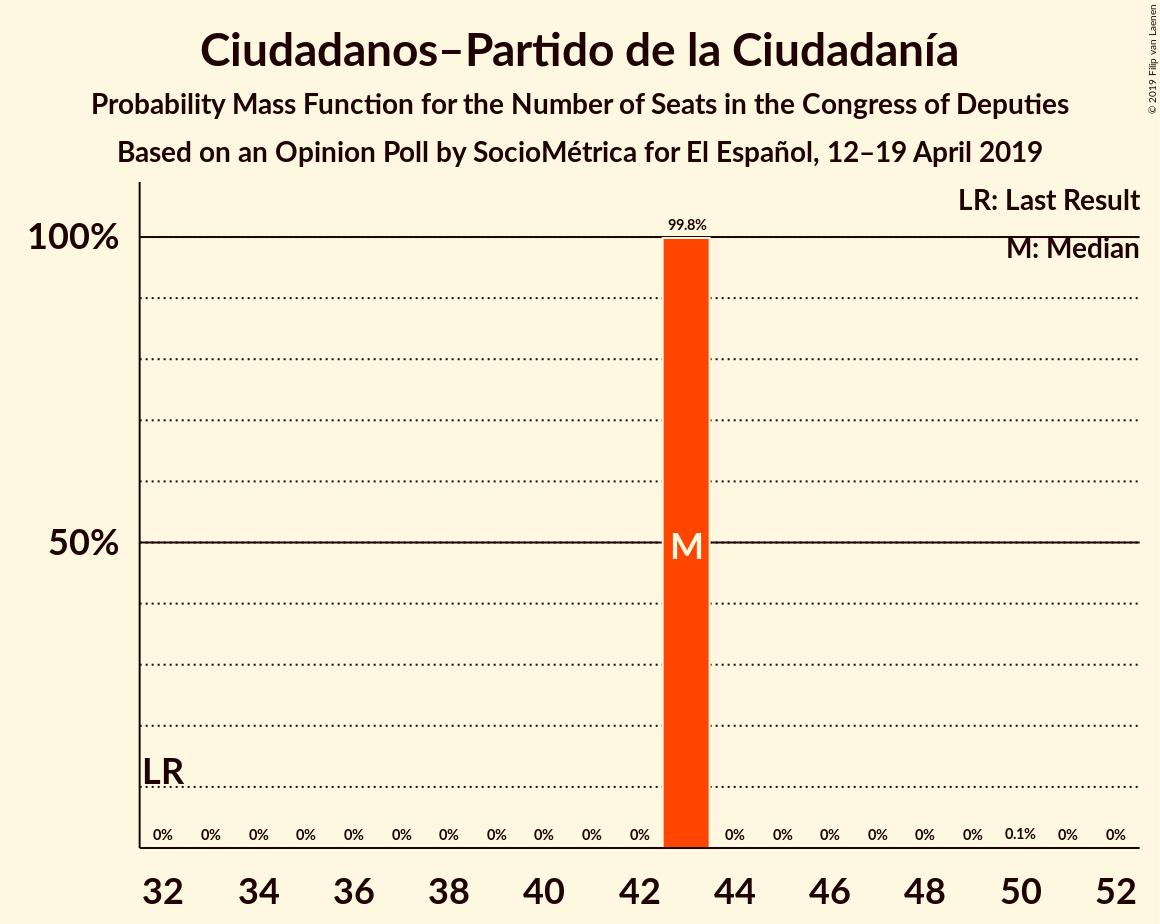 Ciudadanos–Partido de la Ciudadanía
Probability Mass Function for the Number of Seats in the Congress of Deputies
Based on an Opinion Poll by SocioMétrica for El Español, 12–19 April 2019
© 2019 Filip van Laenen
LR: Last Result
M: Median
99.8%
100%
50%
M
LR
0% 0% 0% 0% 0% 0% 0% 0% 0% 0% 0% 0% 0% 0% 0% 0% 0% 0.1% 0% 0%
32 34 36 38 40 42 44 46 48 50 52